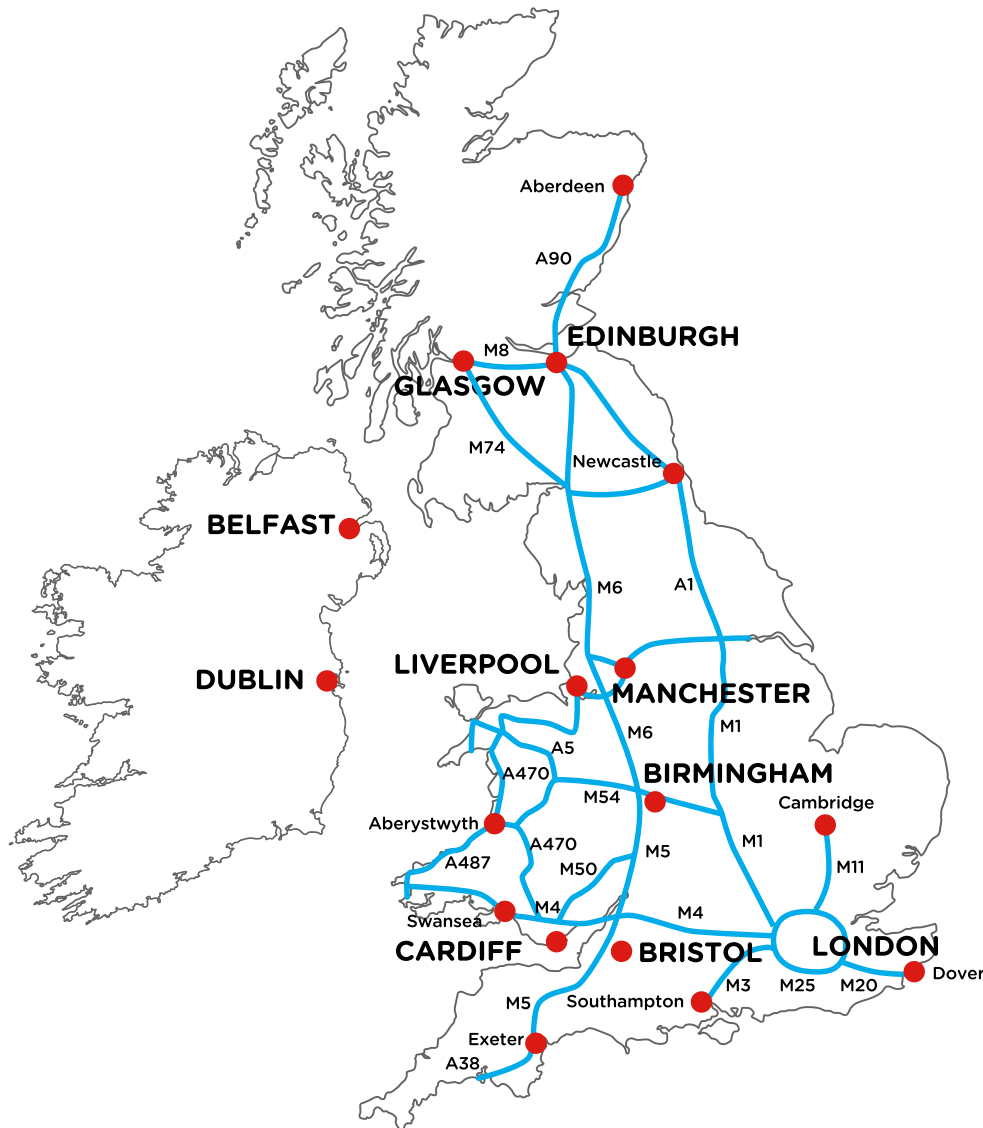 Aberdeen
A90
EDINBURGH
M8
GLASGOW
M74
Newcastle
BELFAST
M6
A1
LIVERPOOL
DUBLIN
MANCHESTER
M1
M6
A5
A470
BIRMINGHAM
M54
Cambridge
Aberystwyth
A470
M1
M5
A487
M50
M11
M4
M4
Swansea
CARDIFF
BRISTOL
LONDON
Dover
M3
M25
M20
M5
Southampton
Exeter
A38